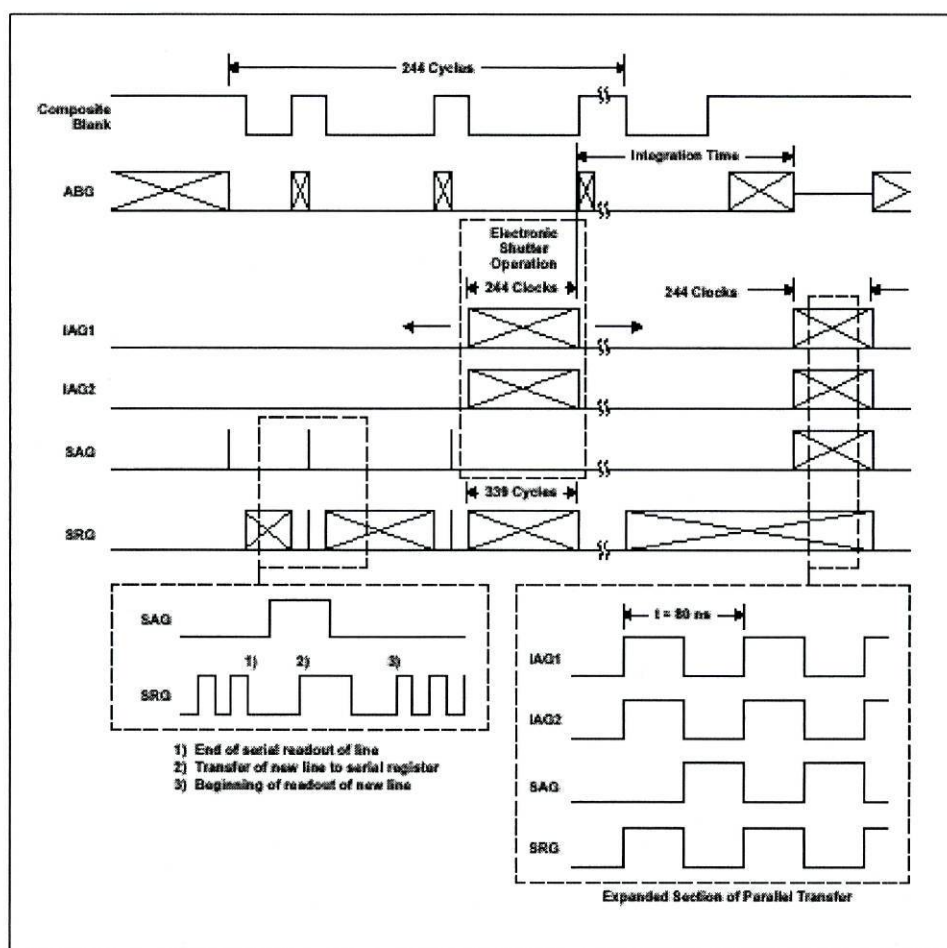 244 Cycles
Composite
Blank
Integration Time
ABG
Electronic
Shutter
Operation
244 Clocks
244 Clocks
IAG1
IAG2
SAG
339 Cycles
SRG
SAG
1) 2) 3)
SRG
1) End of serial readout of line
2) Transfer of new line to serial register
3) Beginning of readout of new line
t = 80 ns
IAG1
IAG2
SAG
SRG
Expanded Section of Parallel Transfer